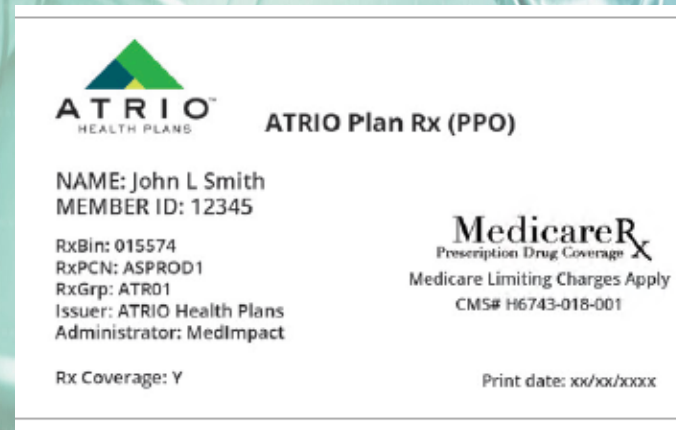 ATRIO™
HEALTH PLANS
ATRIO Plan Rx (PPO)
NAME: John L Smith
MEMBER ID: 12345
RxBin: 015574
RxPCN: ASPROD1
RxGrp: ATR01
Issuer: ATRIO Health Plans
Administrator: MedImpact
Rx Coverage: Y
MedicareRx
Prescription Drug Coverage
Medicare Limiting Charges Apply
CMS# H6743-018-001
Print date: xx/xx/xxxx